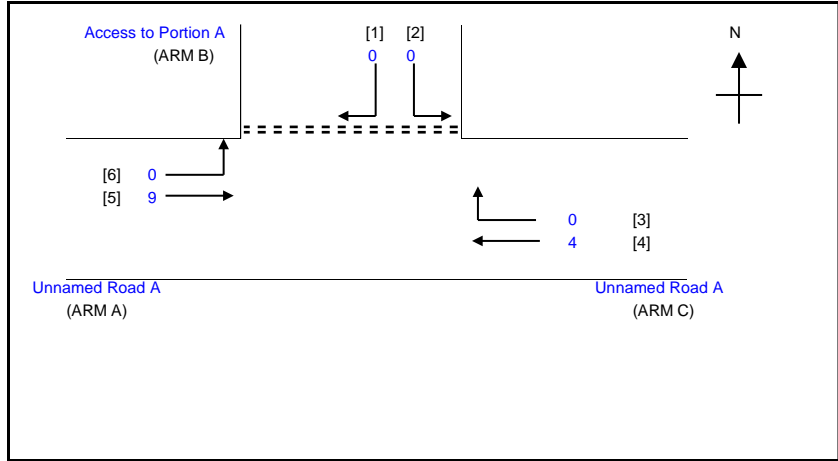 Access to Portion A [1] [2] N
(ARM B) 0 0
[6] 0
[5] 9
0 [3]
4 [4]
Unnamed Road A Unnamed Road A
(ARM A) (ARM C)